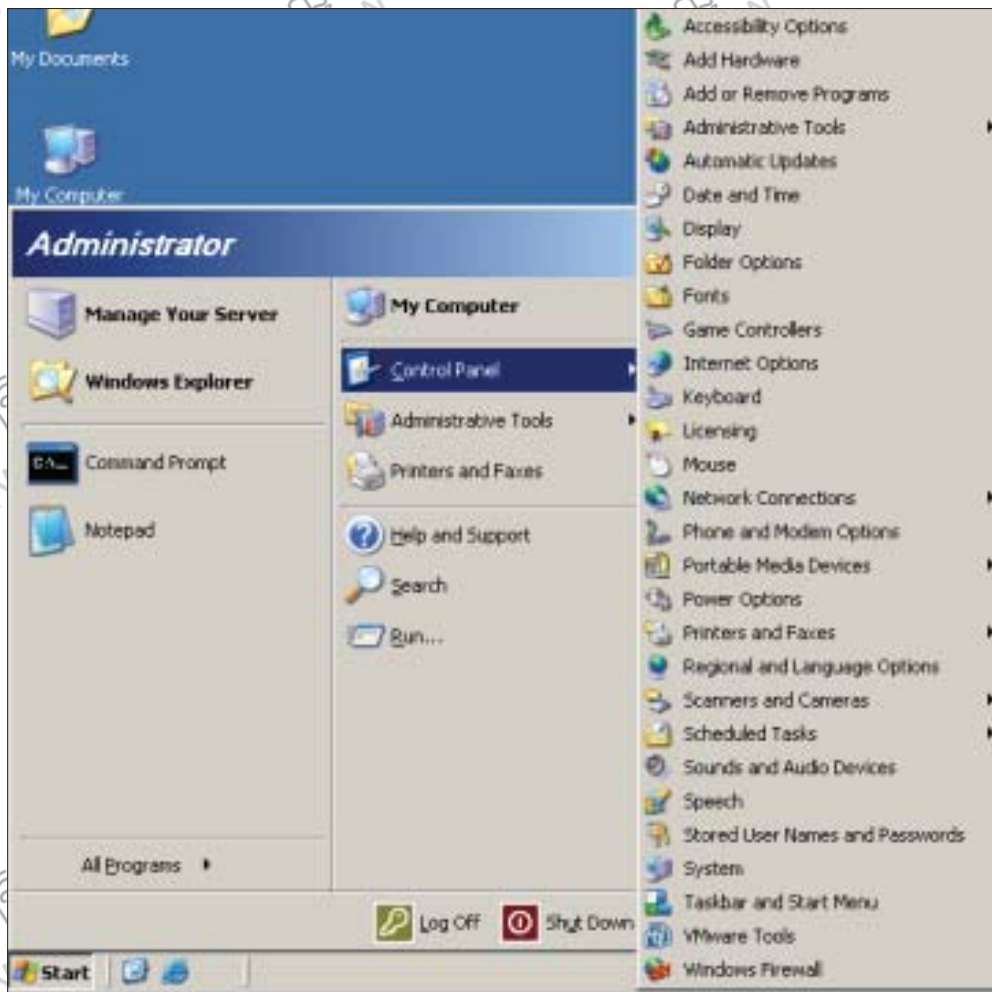 My Documents
My Computer
Administrator
Manage Your Server
Windows Explorer
Command Prompt
Notepad
All Programs
My Computer
Control Panel
Administrative Tools
Printers and Faxes
Help and Support
Search
Run...
Log Off
Shut Down
Start
Accessibility Options
Add Hardware
Add or Remove Programs
Administrative Tools
Automatic Updates
Date and Time
Display
Folder Options
Fonts
Game Controllers
Internet Options
Keyboard
Licensing
Mouse
Network Connections
Phone and Modem Options
Portable Media Devices
Power Options
Printers and Faxes
Regional and Language Options
Scanners and Cameras
Scheduled Tasks
Sounds and Audio Devices
Speech
Stored User Names and Passwords
System
Taskbar and Start Menu
VMware Tools
Windows Firewall